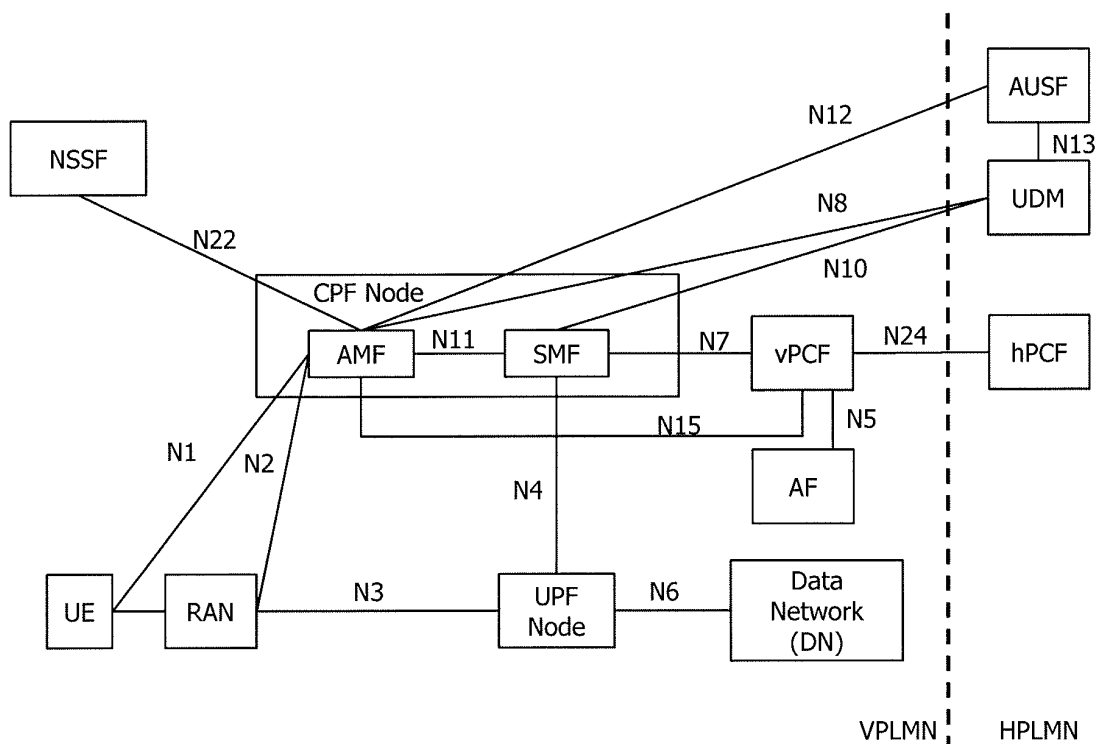 AUSF
N12
N13
NSSF
UDM
N8
N22
N10
CPF Node
AMF
N11
SMF
N7
vPCF
N24
hPCF
N15
N5
N1
N2
N4
AF
UE
RAN
N3
UPF
Node
N6
Data
Network
(DN)
VPLMN
HPLMN